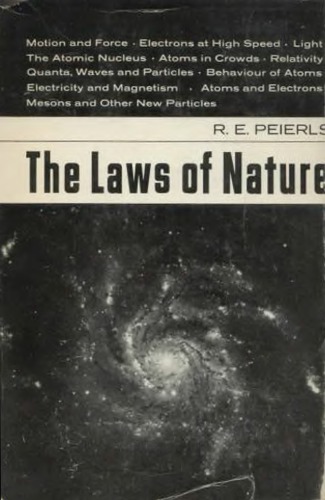 Motion and Force · Electrons at High Speed · Light
The Atomic Nucleus · Atoms in Crowds · Relativity
Quanta, Waves and Particles · Behaviour of Atoms
Electricity and Magnetism · Atoms and Electrons
Mesons and Other New Particles
R. E. PEIERLS
The Laws of Nature